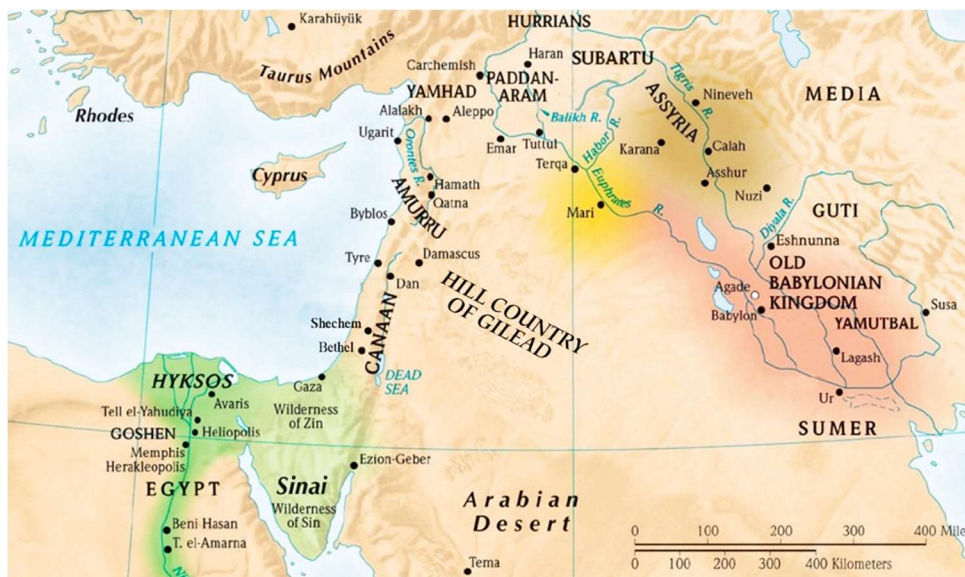 Karahüyük
HURRIANS
Taurus Mountains
Carchemish
Haran
SUBARTU
PADDAN-
ARAM
YAMHAD
Tigris
R.
Nineveh
MEDIA
Rhodes
Alalakh
Aleppo
Balikh R.
Habor R.
ASSYRIA
Ugarit
Orontes R.
Emar
Tuttul
Karana
Calah
Cyprus
Terqa
Asshur
Hamath
Qatna
AMURRU
Euphrates
R.
Mari
Nuzi
Diyala R.
GUTI
Byblos
MEDITERRANEAN SEA
Eshnunna
Tyre
Damascus
Dan
HILL COUNTRY
OF GILEAD
OLD
BABYLONIAN
KINGDOM
Agade
Babylon
Susa
YAMUTBAL
Shechem
Bethel
CANAAN
Lagash
DEAD
SEA
HYKSOS
Gaza
Avaris
Wilderness
of Zin
Ur
SUMER
Tell el-Yahudiya
GOSHEN
Heliopolis
Memphis
Herakleopolis
EGYPT
Ezion-Geber
Sinai
Wilderness
of Sin
Arabian
Desert
Beni Hasan
T. el-Amarna
Tema
0 100 200 300 400 Mile
0 100 200 300 400 Kilometers